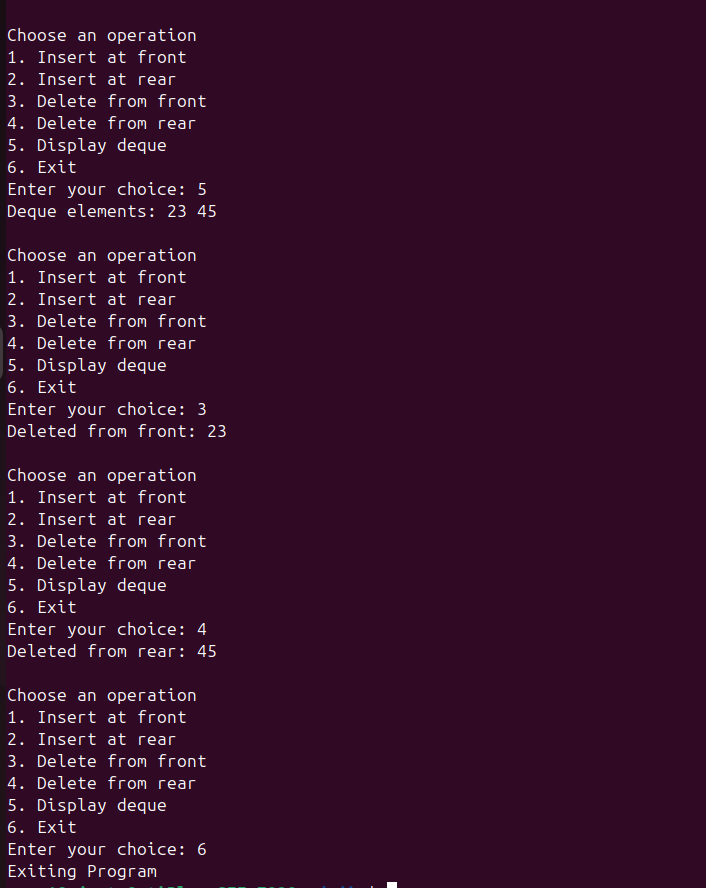 Choose an operation
1. Insert at front
2. Insert at rear
3. Delete from front
4. Delete from rear
5. Display deque
6. Exit
Enter your choice: 5
Deque elements: 23 45
Choose an operation
1. Insert at front
2. Insert at rear
3. Delete from front
4. Delete from rear
5. Display deque
6. Exit
Enter your choice: 3
Deleted from front: 23
Choose an operation
1. Insert at front
2. Insert at rear
3. Delete from front
4. Delete from rear
5. Display deque
6. Exit
Enter your choice: 4
Deleted from rear: 45
Choose an operation
1. Insert at front
2. Insert at rear
3. Delete from front
4. Delete from rear
5. Display deque
6. Exit
Enter your choice: 6
Exiting Program